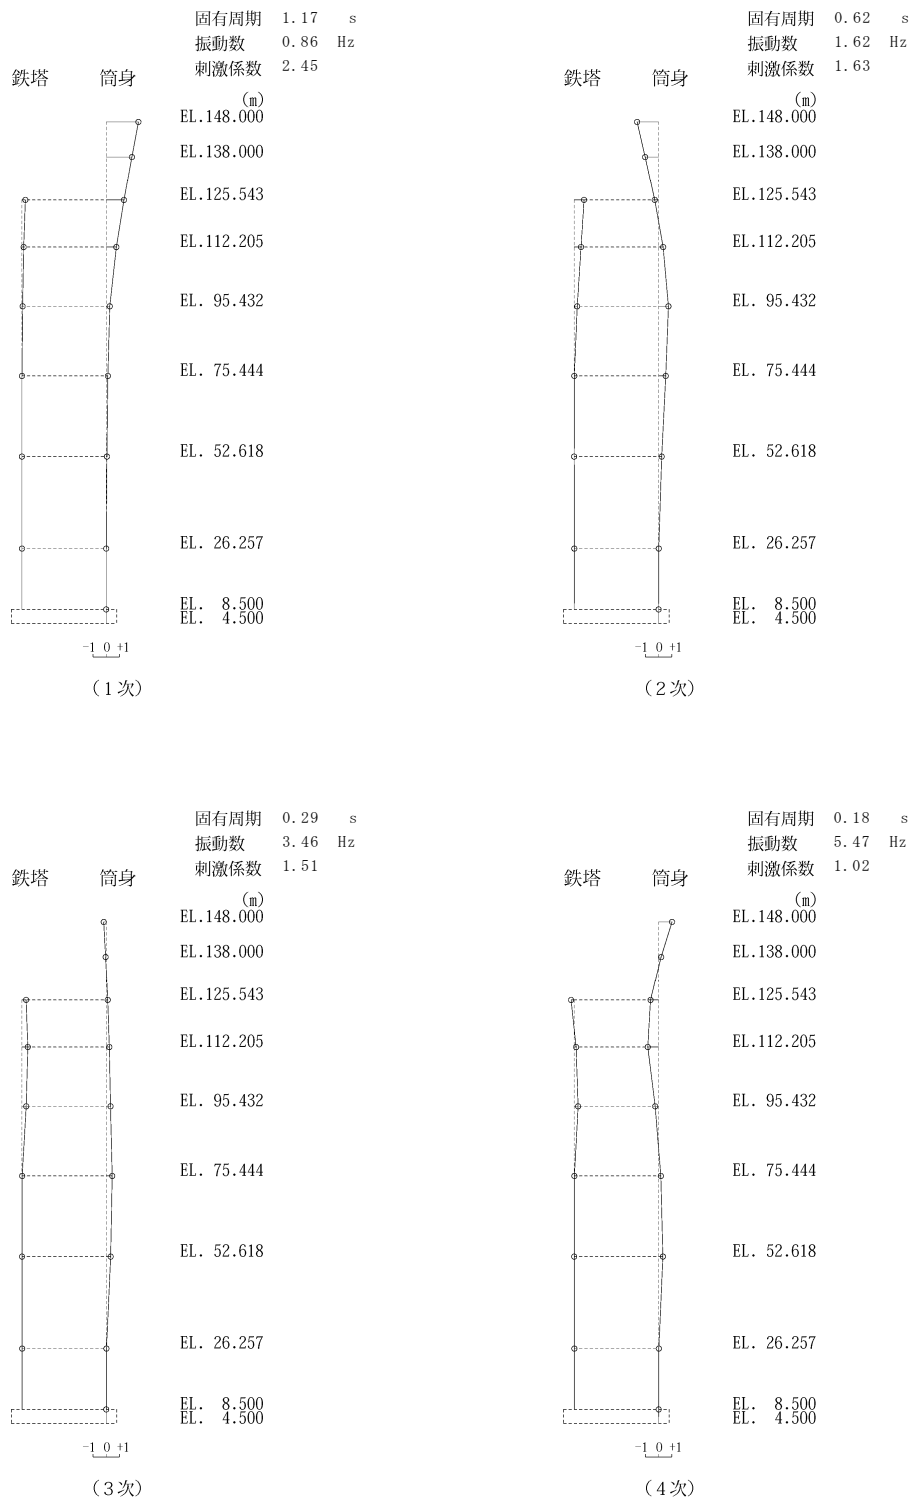 固有周期 1.17 s
振動数 0.86 Hz
刺激係数 2.45
鉄塔 筒身
(m)
EL.148.000
EL.138.000
EL.125.543
EL.112.205
EL. 95.432
EL. 75.444
EL. 52.618
EL. 26.257
EL. 8.500
EL. 4.500
-1 0 +1
(1次)
固有周期 0.62 s
振動数 1.62 Hz
刺激係数 1.63
鉄塔 筒身
(m)
EL.148.000
EL.138.000
EL.125.543
EL.112.205
EL. 95.432
EL. 75.444
EL. 52.618
EL. 26.257
EL. 8.500
EL. 4.500
-1 0 +1
(2次)
固有周期 0.29 s
振動数 3.46 Hz
刺激係数 1.51
鉄塔 筒身
(m)
EL.148.000
EL.138.000
EL.125.543
EL.112.205
EL. 95.432
EL. 75.444
EL. 52.618
EL. 26.257
EL. 8.500
EL. 4.500
-1 0 +1
(3次)
固有周期 0.18 s
振動数 5.47 Hz
刺激係数 1.02
鉄塔 筒身
(m)
EL.148.000
EL.138.000
EL.125.543
EL.112.205
EL. 95.432
EL. 75.444
EL. 52.618
EL. 26.257
EL. 8.500
EL. 4.500
-1 0 +1
(4次)